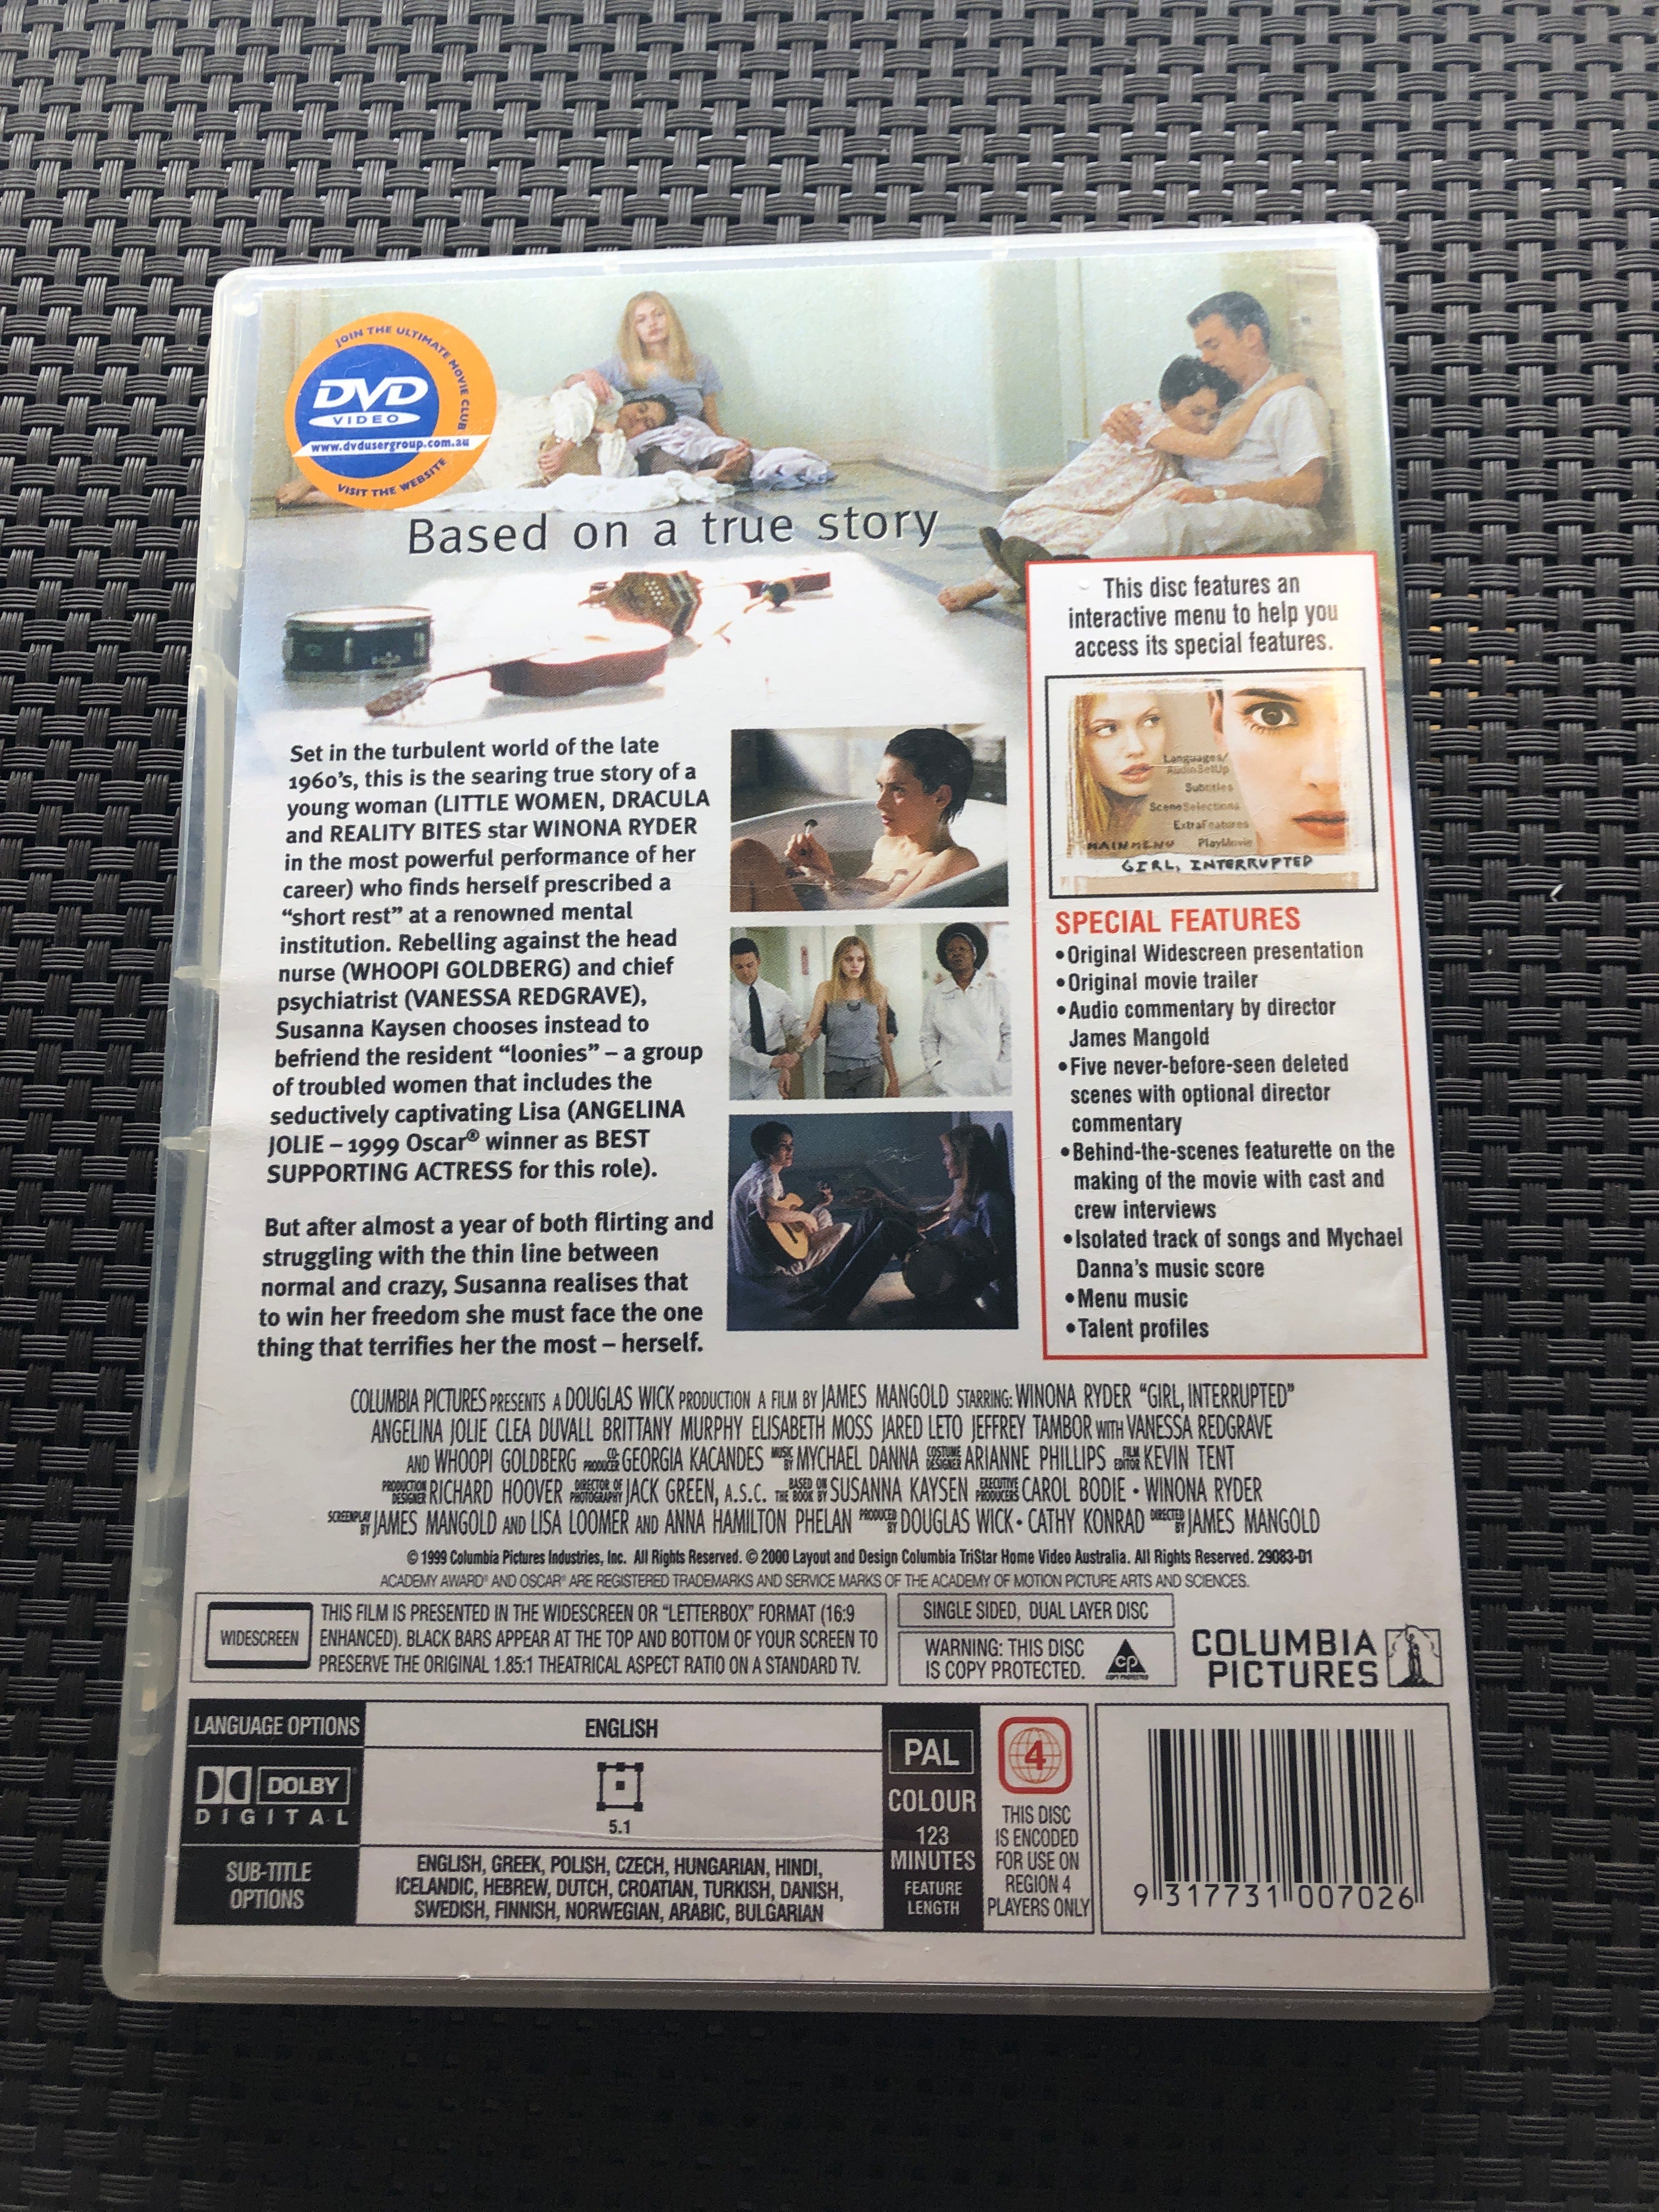 JOIN THE ULTIMATE MOVIE CLUB
DVD
VIDEO
www.dvdusergroup.com.au
VISIT THE WEBSITE
Based on a true story
Set in the turbulent world of the late
1960's, this is the searing true story of a
young woman (LITTLE WOMEN, DRACULA
and REALITY BITES star WINONA RYDER
in the most powerful performance of her
career) who finds herself prescribed a
“short rest” at a renowned mental
institution. Rebelling against the head
nurse (WHOOPI GOLDBERG) and chief
psychiatrist (VANESSA REDGRAVE),
Susanna Kaysen chooses instead to
befriend the resident “loonies” – a group
of troubled women that includes the
seductively captivating Lisa (ANGELINA
JOLIE – 1999 Oscar® winner as BEST
SUPPORTING ACTRESS for this role).
But after almost a year of both flirting and
struggling with the thin line between
normal and crazy, Susanna realises that
to win her freedom she must face the one
thing that terrifies her the most – herself.
This disc features an
interactive menu to help you
access its special features.
Languages/
AudioSetUp
Subtitles
SceneSelections
ExtraFeatures
MAINMENU PlayMovie
GIRL, INTERRUPTED
SPECIAL FEATURES
•Original Widescreen presentation
•Original movie trailer
•Audio commentary by director
James Mangold
•Five never-before-seen deleted
scenes with optional director
commentary
•Behind-the-scenes featurette on the
making of the movie with cast and
crew interviews
•Isolated track of songs and Mychael
Danna's music score
•Menu music
•Talent profiles
COLUMBIA PICTURES PRESENTS A DOUGLAS WICK PRODUCTION A FILM BY JAMES MANGOLD STARRING: WINONA RYDER “GIRL, INTERRUPTED”
ANGELINA JOLIE CLEA DUVALL BRITTANY MURPHY ELISABETH MOSS JARED LETO JEFFREY TAMBOR WITH VANESSA REDGRAVE
AND WHOOPI GOLDBERG CO-PRODUCER GEORGIA KACANDES MUSIC BY MYCHAEL DANNA COSTUME DESIGNER ARIANNE PHILLIPS FILM EDITOR KEVIN TENT
PRODUCTION DESIGNER RICHARD HOOVER DIRECTOR OF PHOTOGRAPHY JACK GREEN, A.S.C. BASED ON THE BOOK BY SUSANNA KAYSEN EXECUTIVE PRODUCERS CAROL BODIE • WINONA RYDER
SCREENPLAY BY JAMES MANGOLD AND LISA LOOMER AND ANNA HAMILTON PHELAN PRODUCED BY DOUGLAS WICK • CATHY KONRAD DIRECTED BY JAMES MANGOLD
© 1999 Columbia Pictures Industries, Inc. All Rights Reserved. © 2000 Layout and Design Columbia TriStar Home Video Australia. All Rights Reserved. 29083-D1
ACADEMY AWARD® AND OSCAR® ARE REGISTERED TRADEMARKS AND SERVICE MARKS OF THE ACADEMY OF MOTION PICTURE ARTS AND SCIENCES.
WIDESCREEN
THIS FILM IS PRESENTED IN THE WIDESCREEN OR “LETTERBOX” FORMAT (16:9
ENHANCED). BLACK BARS APPEAR AT THE TOP AND BOTTOM OF YOUR SCREEN TO
PRESERVE THE ORIGINAL 1.85:1 THEATRICAL ASPECT RATIO ON A STANDARD TV.
SINGLE SIDED, DUAL LAYER DISC
WARNING: THIS DISC
IS COPY PROTECTED.
CP
COPY PROTECTED
COLUMBIA
PICTURES
LANGUAGE OPTIONS
ENGLISH
DOLBY
DIGITAL
5.1
SUB-TITLE
OPTIONS
ENGLISH, GREEK, POLISH, CZECH, HUNGARIAN, HINDI,
ICELANDIC, HEBREW, DUTCH, CROATIAN, TURKISH, DANISH,
SWEDISH, FINNISH, NORWEGIAN, ARABIC, BULGARIAN
PAL
COLOUR
123
MINUTES
FEATURE
LENGTH
4
THIS DISC
IS ENCODED
FOR USE ON
REGION 4
PLAYERS ONLY
9 317731 007026